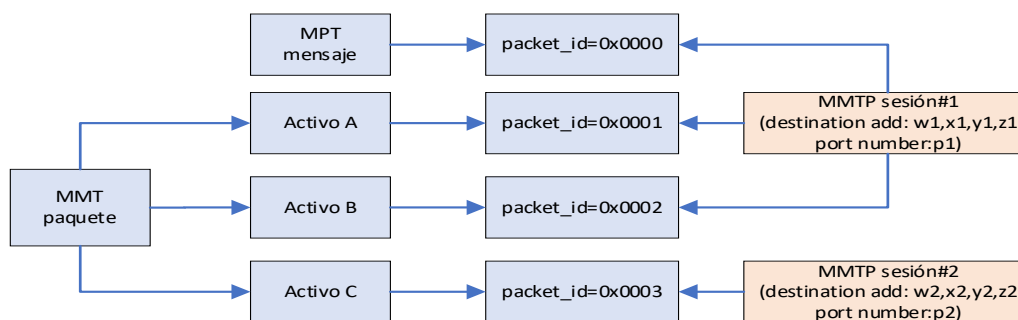 MPT
mensaje
packet_id=0x0000
Activo A
packet_id=0x0001
MMTP sesión#1
(destination add: w1,x1,y1,z1
port number:p1)
MMT
paquete
Activo B
packet_id=0x0002
Activo C
packet_id=0x0003
MMTP sesión#2
(destination add: w2,x2,y2,z2
port number:p2)